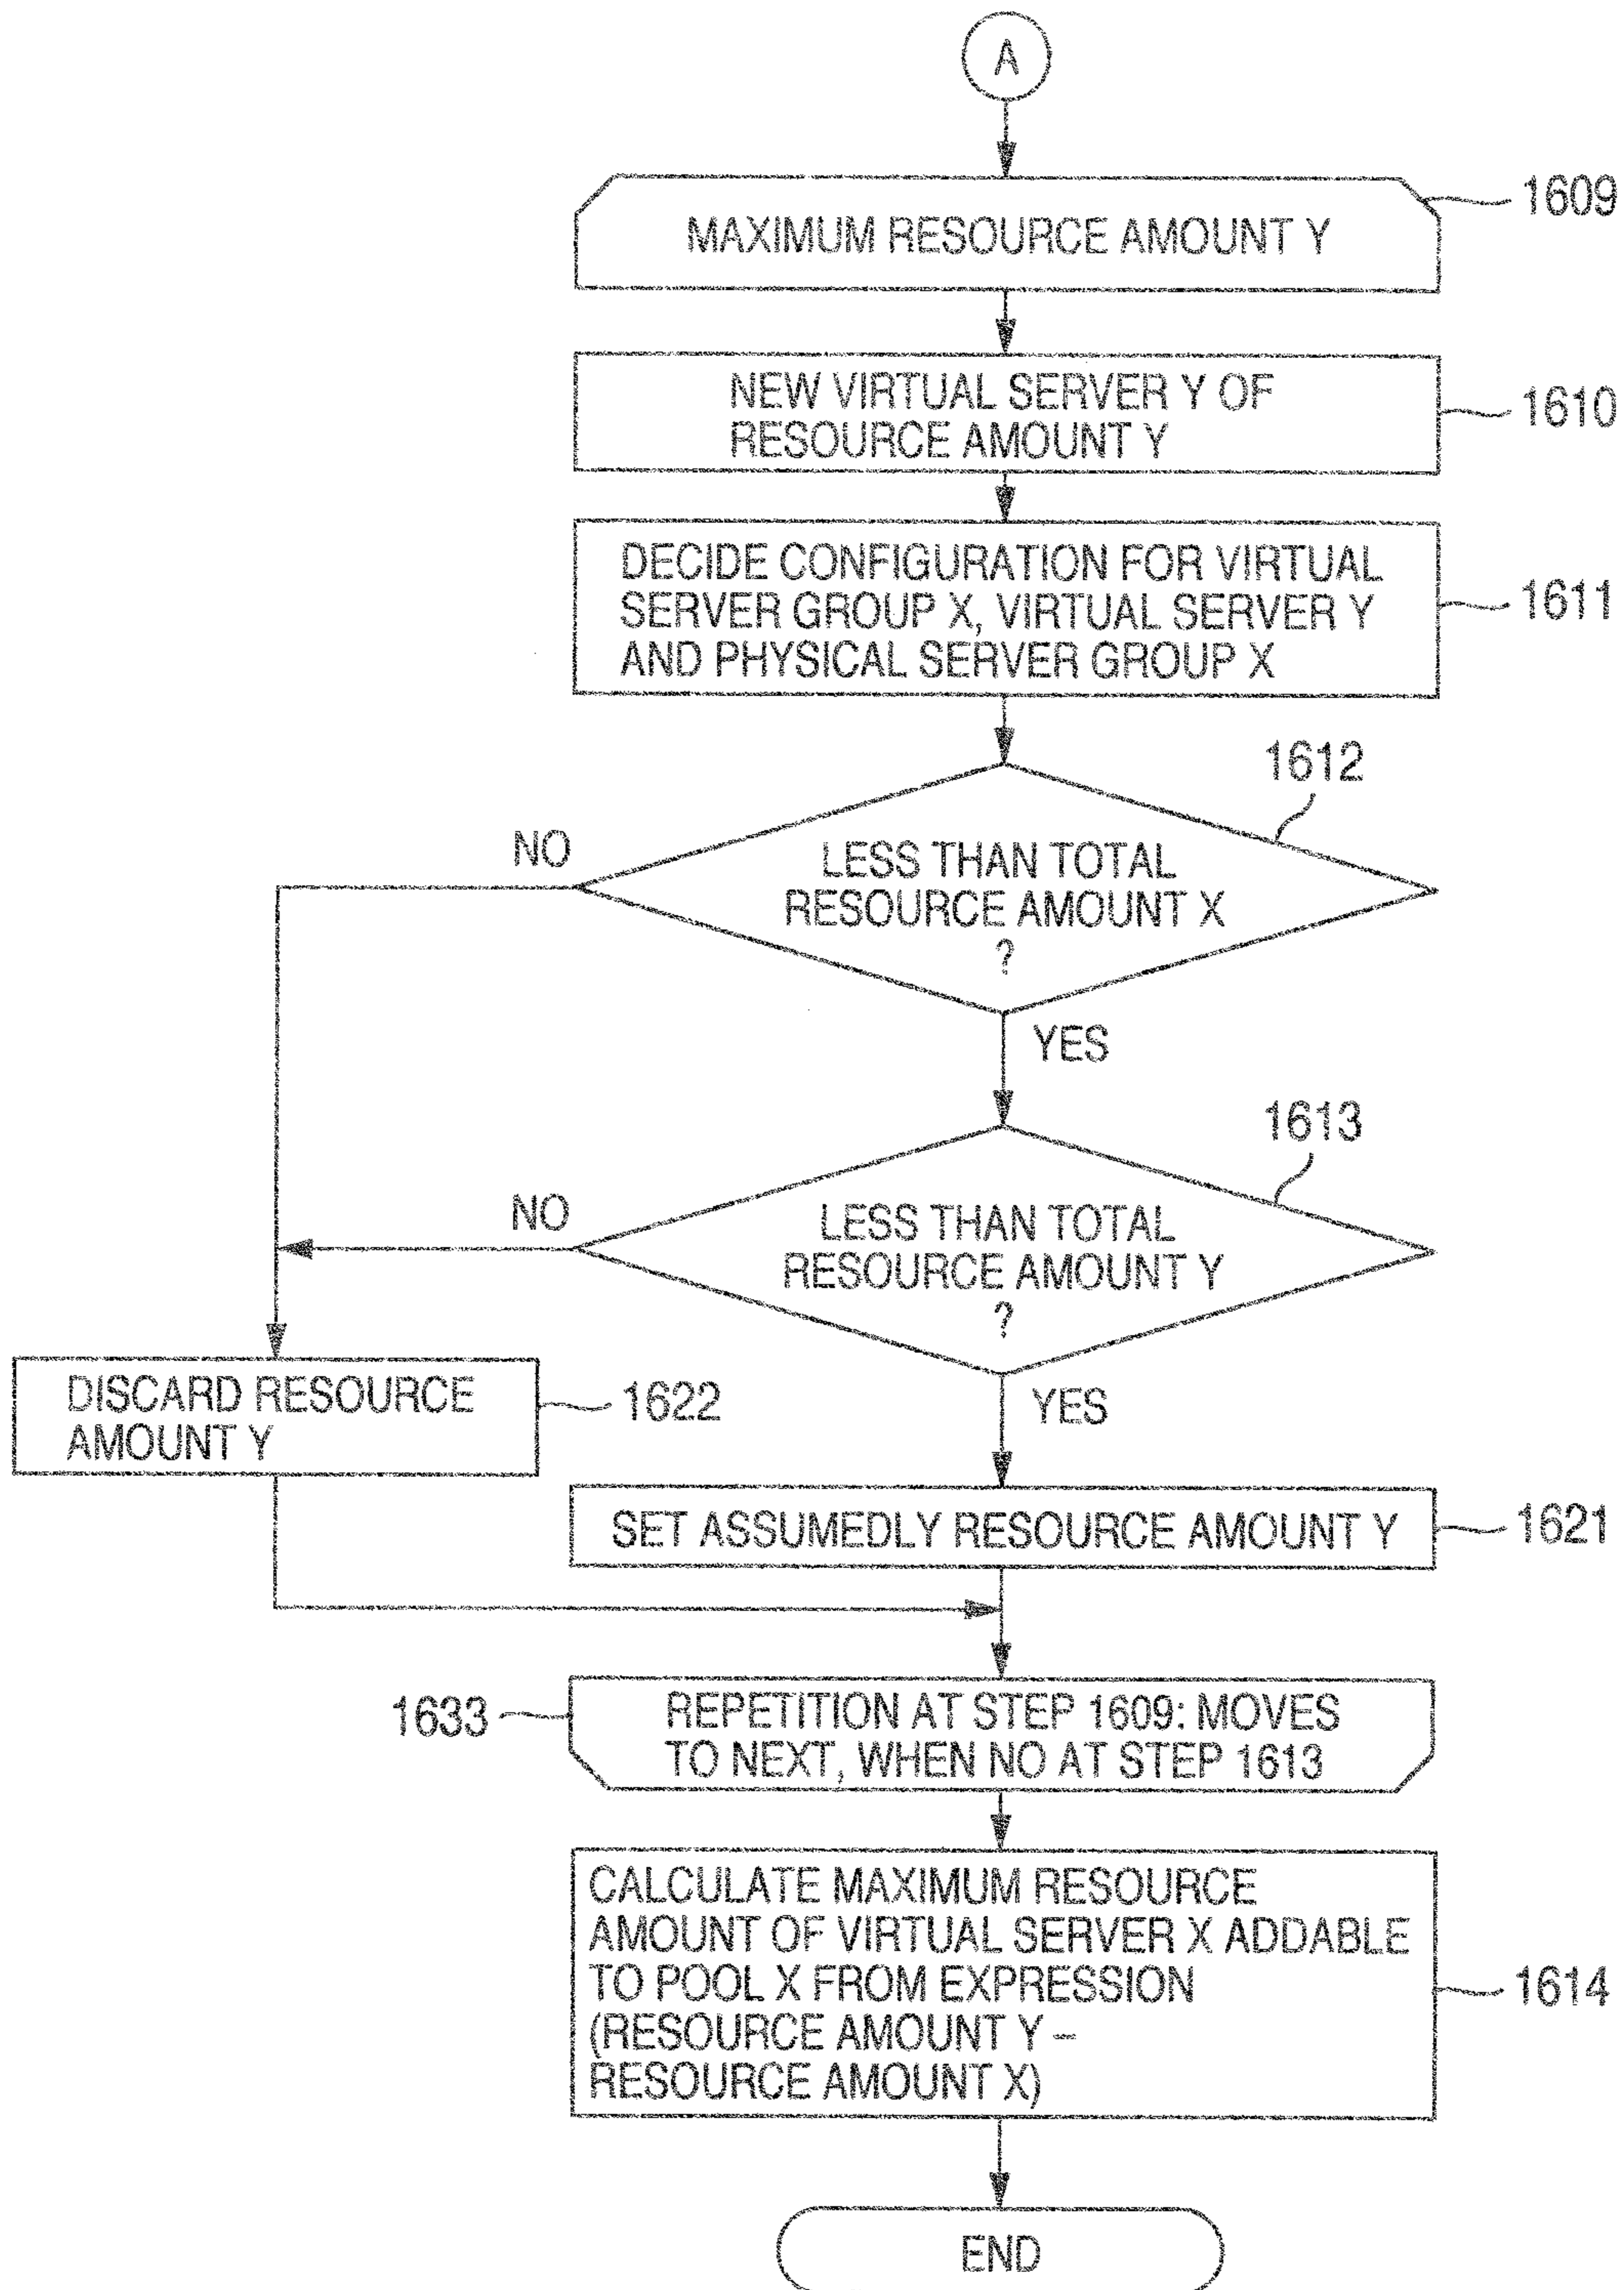 A
MAXIMUM RESOURCE AMOUNT Y
1609
NEW VIRTUAL SERVER Y OF
RESOURCE AMOUNT Y
1610
DECIDE CONFIGURATION FOR VIRTUAL
SERVER GROUP X, VIRTUAL SERVER Y
AND PHYSICAL SERVER GROUP X
1611
1612
NO
LESS THAN TOTAL
RESOURCE AMOUNT X
?
YES
1613
NO
LESS THAN TOTAL
RESOURCE AMOUNT Y
?
YES
DISCARD RESOURCE
AMOUNT Y
1622
SET ASSUMEDLY RESOURCE AMOUNT Y
1621
1633
REPETITION AT STEP 1609: MOVES
TO NEXT, WHEN NO AT STEP 1613
CALCULATE MAXIMUM RESOURCE
AMOUNT OF VIRTUAL SERVER X ADDABLE
TO POOL X FROM EXPRESSION
(RESOURCE AMOUNT Y –
RESOURCE AMOUNT X)
1614
END